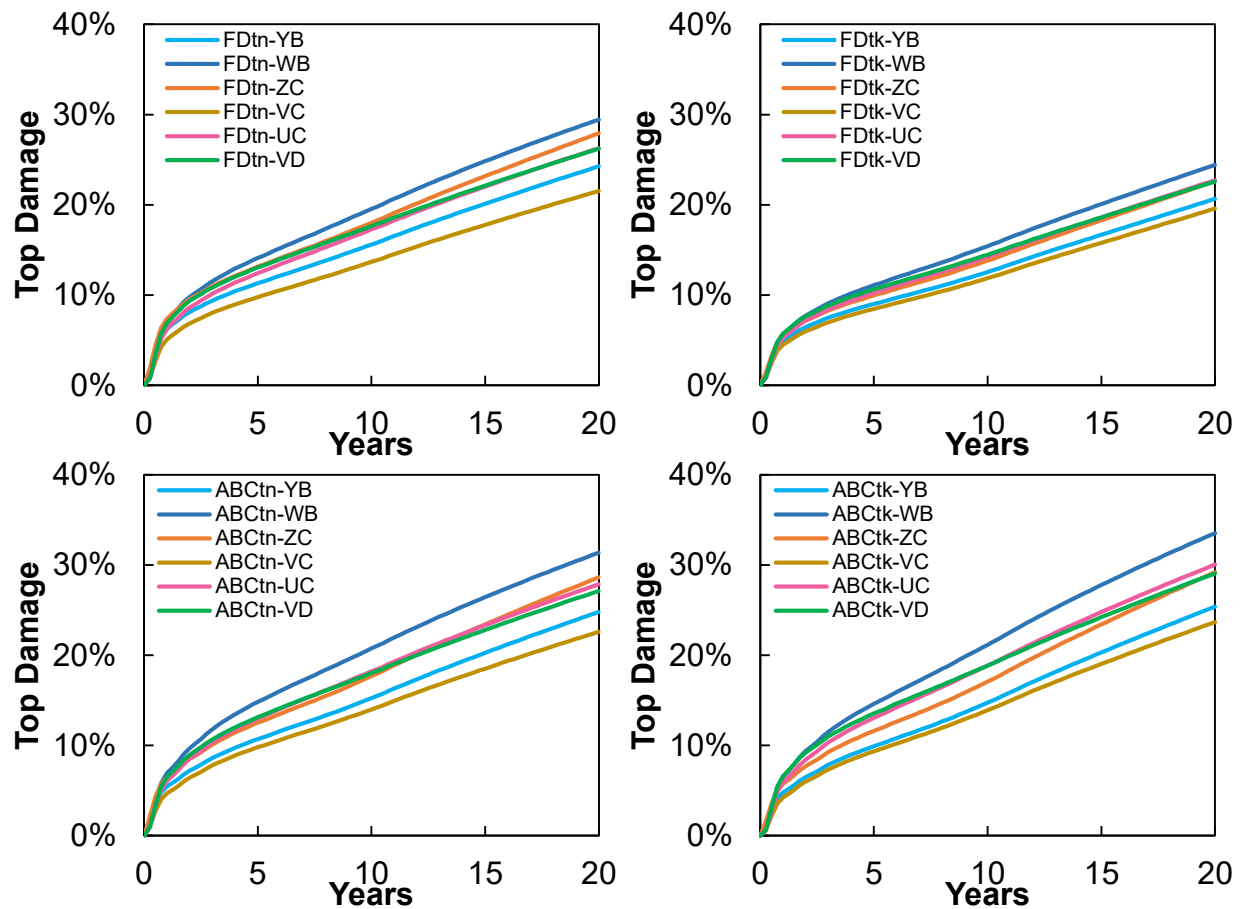 40%
30%
20%
10%
0%
Top Damage
FDtn-YB
FDtn-WB
FDtn-ZC
FDtn-VC
FDtn-UC
FDtn-VD
0 5 10 15 20
Years
40%
30%
20%
10%
0%
Top Damage
FDtk-YB
FDtk-WB
FDtk-ZC
FDtk-VC
FDtk-UC
FDtk-VD
0 5 10 15 20
Years
40%
30%
20%
10%
0%
Top Damage
ABCtn-YB
ABCtn-WB
ABCtn-ZC
ABCtn-VC
ABCtn-UC
ABCtn-VD
0 5 10 15 20
Years
40%
30%
20%
10%
0%
Top Damage
ABCtk-YB
ABCtk-WB
ABCtk-ZC
ABCtk-VC
ABCtk-UC
ABCtk-VD
0 5 10 15 20
Years